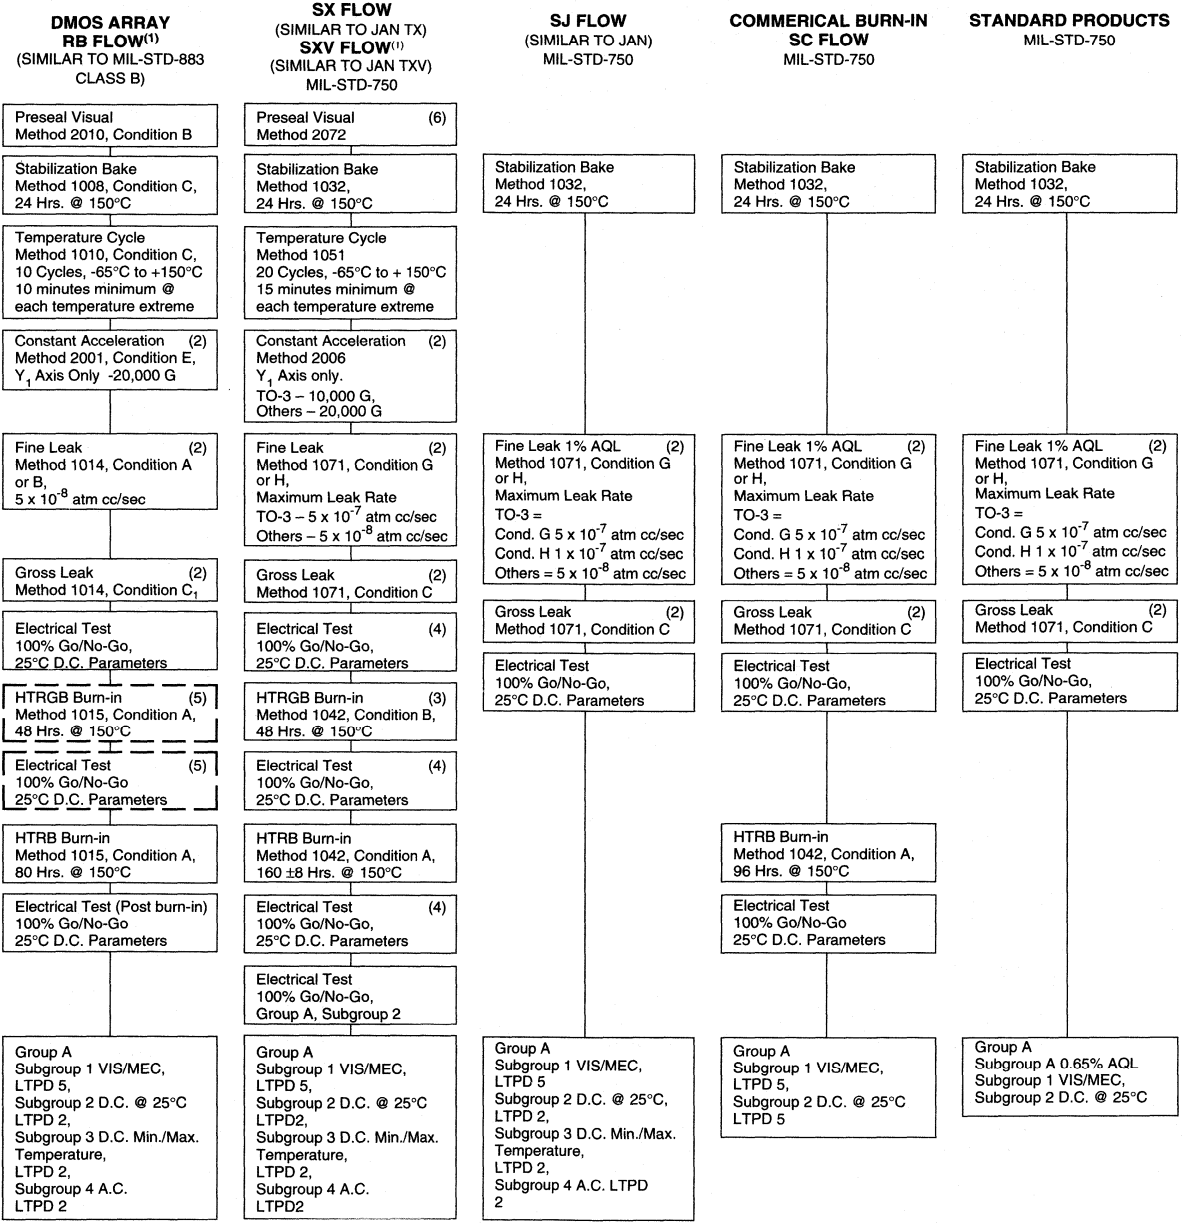 DMOS ARRAY
RB FLOW(1)
(SIMILAR TO MIL-STD-883
CLASS B)
Preseal Visual
Method 2010, Condition B
Stabilization Bake
Method 1008, Condition C,
24 Hrs. @ 150°C
Temperature Cycle
Method 1010, Condition C,
10 Cycles, -65°C to +150°C
10 minutes minimum @
each temperature extreme
Constant Acceleration (2)
Method 2001, Condition E,
Y1 Axis Only -20,000 G
Fine Leak (2)
Method 1014, Condition A
or B,
5 x 10-8 atm cc/sec
Gross Leak (2)
Method 1014, Condition C1
Electrical Test
100% Go/No-Go,
25°C D.C. Parameters
HTRGB Burn-in (5)
Method 1015, Condition A,
48 Hrs. @ 150°C
Electrical Test (5)
100% Go/No-Go
25°C D.C. Parameters
HTRB Burn-in
Method 1015, Condition A,
80 Hrs. @ 150°C
Electrical Test (Post burn-in)
100% Go/No-Go
25°C D.C. Parameters
Group A
Subgroup 1 VIS/MEC,
LTPD 5,
Subgroup 2 D.C. @ 25°C
LTPD 2,
Subgroup 3 D.C. Min./Max.
Temperature,
LTPD 2,
Subgroup 4 A.C.
LTPD 2
SX FLOW
(SIMILAR TO JAN TX)
SXV FLOW(1)
(SIMILAR TO JAN TXV)
MIL-STD-750
Preseal Visual (6)
Method 2072
Stabilization Bake
Method 1032,
24 Hrs. @ 150°C
Temperature Cycle
Method 1051
20 Cycles, -65°C to + 150°C
15 minutes minimum @
each temperature extreme
Constant Acceleration (2)
Method 2006
Y1 Axis only.
TO-3 – 10,000 G,
Others – 20,000 G
Fine Leak (2)
Method 1071, Condition G
or H,
Maximum Leak Rate
TO-3 – 5 x 10-7 atm cc/sec
Others – 5 x 10-8 atm cc/sec
Gross Leak (2)
Method 1071, Condition C
Electrical Test (4)
100% Go/No-Go,
25°C D.C. Parameters
HTRGB Burn-in (3)
Method 1042, Condition B,
48 Hrs. @ 150°C
Electrical Test (4)
100% Go/No-Go,
25°C D.C. Parameters
HTRB Burn-in
Method 1042, Condition A,
160 ±8 Hrs. @ 150°C
Electrical Test (4)
100% Go/No-Go,
25°C D.C. Parameters
Electrical Test
100% Go/No-Go,
Group A, Subgroup 2
Group A
Subgroup 1 VIS/MEC,
LTPD 5,
Subgroup 2 D.C. @ 25°C
LTPD2,
Subgroup 3 D.C. Min./Max.
Temperature,
LTPD 2,
Subgroup 4 A.C.
LTPD2
SJ FLOW
(SIMILAR TO JAN)
MIL-STD-750
Stabilization Bake
Method 1032,
24 Hrs. @ 150°C
Fine Leak 1% AQL (2)
Method 1071, Condition G
or H,
Maximum Leak Rate
TO-3 =
Cond. G 5 x 10-7 atm cc/sec
Cond. H 1 x 10-7 atm cc/sec
Others = 5 x 10-8 atm cc/sec
Gross Leak (2)
Method 1071, Condition C
Electrical Test
100% Go/No-Go,
25°C D.C. Parameters
Group A
Subgroup 1 VIS/MEC,
LTPD 5
Subgroup 2 D.C. @ 25°C,
LTPD 2,
Subgroup 3 D.C. Min./Max.
Temperature,
LTPD 2,
Subgroup 4 A.C. LTPD
2
COMMERICAL BURN-IN
SC FLOW
MIL-STD-750
Stabilization Bake
Method 1032,
24 Hrs. @ 150°C
Fine Leak 1% AQL (2)
Method 1071, Condition G
or H,
Maximum Leak Rate
TO-3 =
Cond. G 5 x 10-7 atm cc/sec
Cond. H 1 x 10-7 atm cc/sec
Others = 5 x 10-8 atm cc/sec
Gross Leak (2)
Method 1071, Condition C
Electrical Test
100% Go/No-Go,
25°C D.C. Parameters
HTRB Burn-in
Method 1042, Condition A,
96 Hrs. @ 150°C
Electrical Test
100% Go/No-Go
25°C D.C. Parameters
Group A
Subgroup 1 VIS/MEC,
LTPD 5,
Subgroup 2 D.C. @ 25°C
LTPD 5
STANDARD PRODUCTS
MIL-STD-750
Stabilization Bake
Method 1032,
24 Hrs. @ 150°C
Fine Leak 1% AQL (2)
Method 1071, Condition G
or H,
Maximum Leak Rate
TO-3 =
Cond. G 5 x 10-7 atm cc/sec
Cond. H 1 x 10-7 atm cc/sec
Others = 5 x 10-8 atm cc/sec
Gross Leak (2)
Method 1071, Condition C
Electrical Test
100% Go/No-Go,
25°C D.C. Parameters
Group A
Subgroup A 0.65% AQL
Subgroup 1 VIS/MEC,
Subgroup 2 D.C. @ 25°C